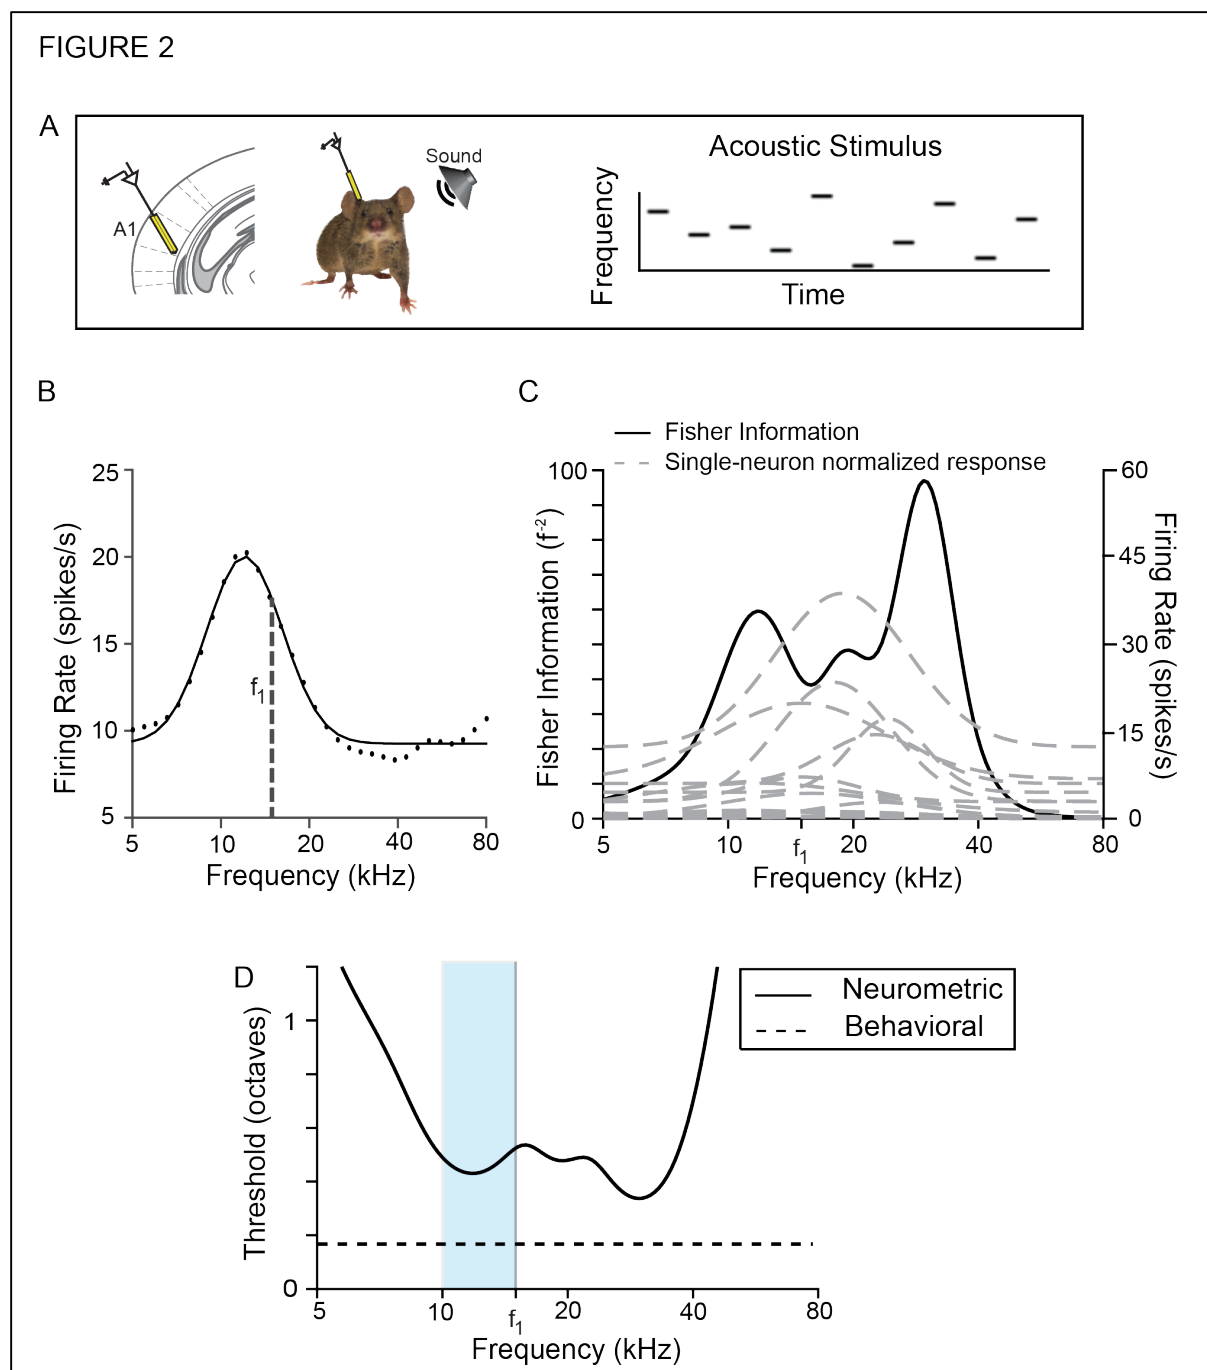 FIGURE 2
A
A1
Sound
Acoustic Stimulus
Frequency
Time
B
Firing Rate (spikes/s)
25
20
15
10
5
f1
5 10 20 40 80
Frequency (kHz)
C
Fisher Information
Single-neuron normalized response
Fisher Information (f-2)
100
0
60
45
30
15
0
Firing Rate (spikes/s)
5 10 f1 20 40 80
Frequency (kHz)
D
Threshold (octaves)
1
0
Neurometric
Behavioral
5 10 f1 20 40 80
Frequency (kHz)